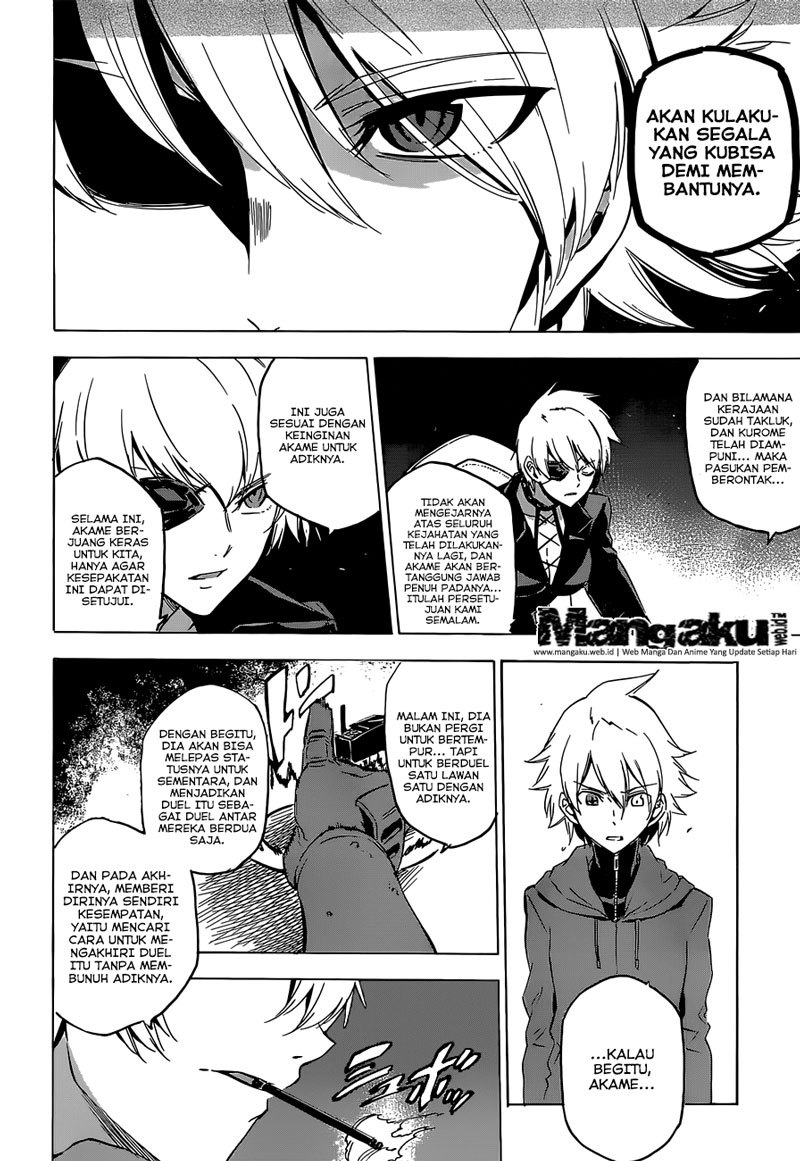 AKAN KULAKU-
KAN SEGALA
YANG KUBISA
DEMI MEM-
BANTUNYA.
DAN BILAMANA
KERAJAAN
SUDAH TAKLUK,
DAN KUROME
TELAH DIAM-
PUNI... MAKA
PASUKAN PEM-
BERONTAK...
TIDAK AKAN
MENGEJARNYA
ATAS SELURUH
KEJAHATAN YANG
TELAH DILAKUKAN-
NYA LAGI, DAN
AKAME AKAN BER-
TANGGUNG JAWAB
PENUH PADANYA...
ITULAH PERSETU-
JUAN KAMI
SEMALAM.
INI JUGA
SESUAI DENGAN
KEINGINAN
AKAME UNTUK
ADIKNYA.
SELAMA INI,
AKAME BER-
JUANG KERAS
UNTUK KITA,
HANYA AGAR
KESEPAKATAN
INI DAPAT DI-
SETUJUI.
Mangaku
web.id
www.mangaku.web.id | Web Manga Dan Anime Yang Update Setiap Hari
...KALAU
BEGITU,
AKAME...
MALAM INI, DIA
BUKAN PERGI
UNTUK BERTEM-
PUR... TAPI
UNTUK BERDUEL
SATU LAWAN
SATU DENGAN
ADIKNYA.
DENGAN BEGITU,
DIA AKAN BISA
MELEPAS STA-
TUSNYA UNTUK
SEMENTARA, DAN
MENJADIKAN
DUEL ITU SEBA-
GAI DUEL ANTAR
MEREKA BERDUA
SAJA.
DAN PADA AKH-
IRNYA, MEMBERI
DIRINYA SENDIRI
KESEMPATAN,
YAITU MENCARI
CARA UNTUK ME-
NGAKHIRI DUEL
ITU TANPA MEM-
BUNUH ADIKNYA.
シュボッ